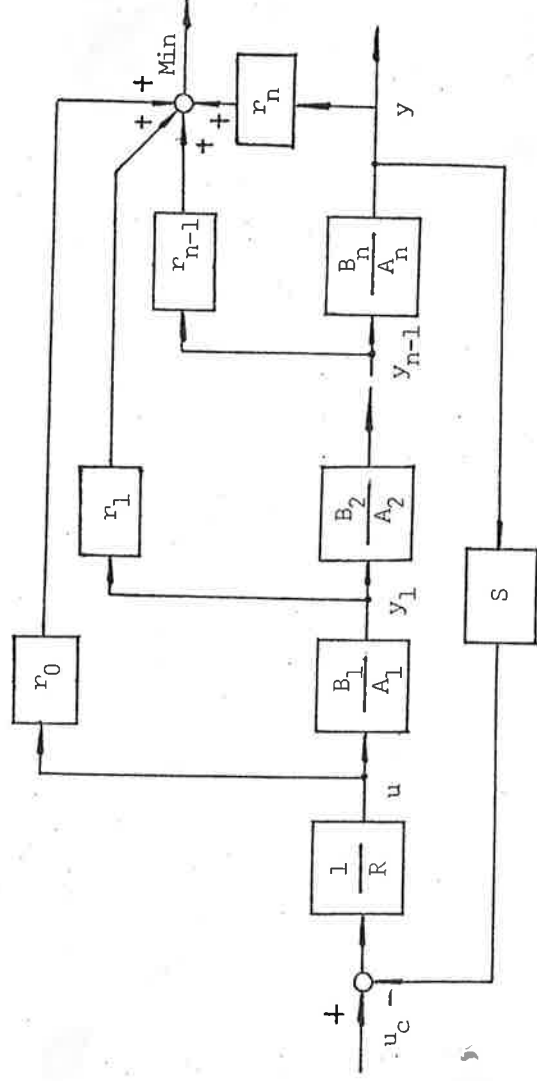 Min
+
+
+
+
r_0
r_1
r_{n-1}
r_n
+
u_c
−
1
R
u
B_1
A_1
y_1
B_2
A_2
y_{n-1}
B_n
A_n
y
S